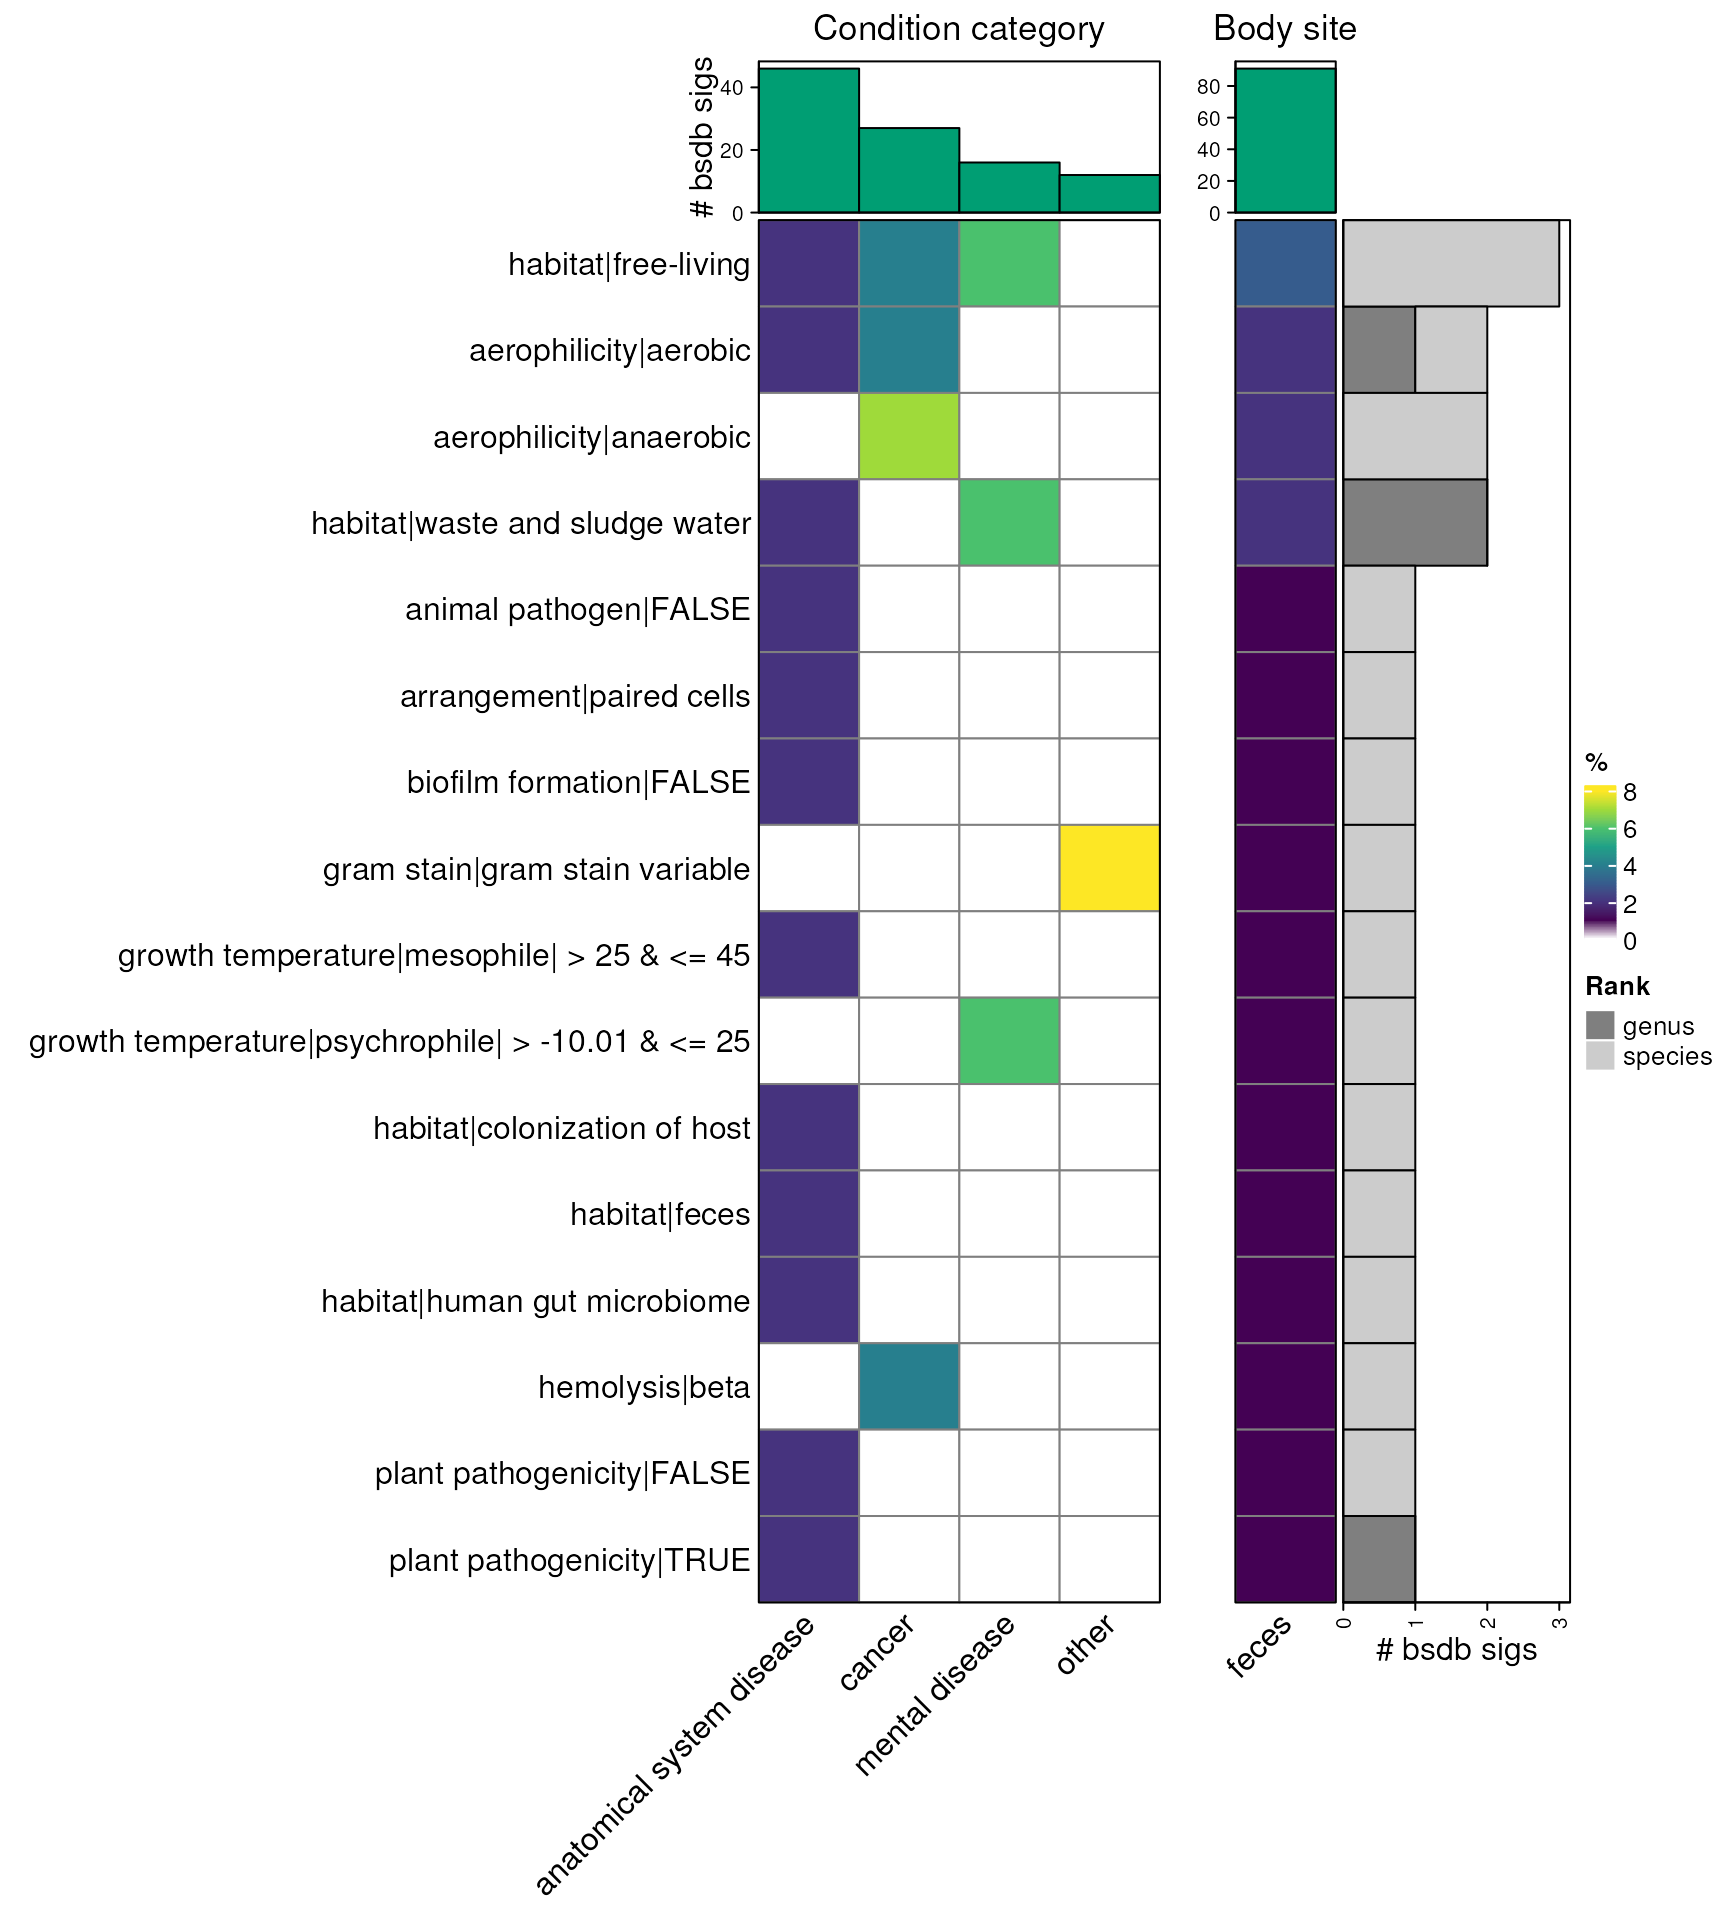 Condition category
Body site
# bsdb sigs
40
20
0
80
60
40
20
0
habitat|free-living
aerophilicity|aerobic
aerophilicity|anaerobic
habitat|waste and sludge water
animal pathogen|FALSE
arrangement|paired cells
biofilm formation|FALSE
gram stain|gram stain variable
growth temperature|mesophile| > 25 & <= 45
growth temperature|psychrophile| > -10.01 & <= 25
habitat|colonization of host
habitat|feces
habitat|human gut microbiome
hemolysis|beta
plant pathogenicity|FALSE
plant pathogenicity|TRUE
anatomical system disease
cancer
mental disease
other
feces
0 1 2 3
# bsdb sigs
%
8
6
4
2
0
Rank
genus
species